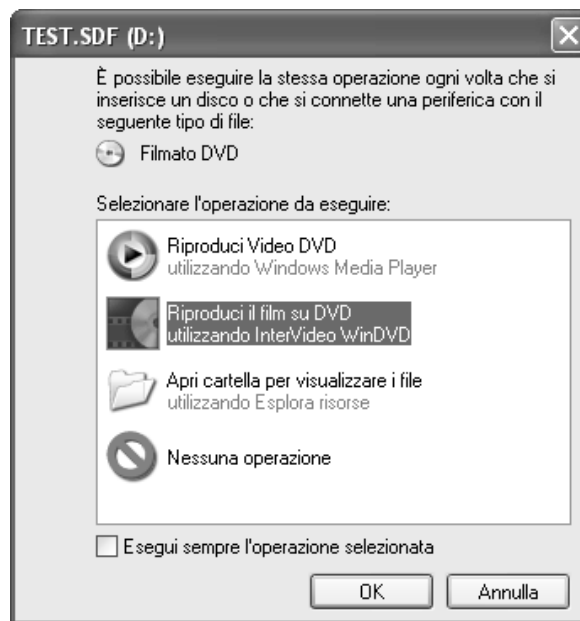 TEST.SDF (D:)
È possibile eseguire la stessa operazione ogni volta che si
inserisce un disco o che si connette una periferica con il
seguente tipo di file:
Filmato DVD
Selezionare l'operazione da eseguire:
Riproduci Video DVD
utilizzando Windows Media Player
Riproduci il film su DVD
utilizzando InterVideo WinDVD
Apri cartella per visualizzare i file
utilizzando Esplora risorse
Nessuna operazione
Esegui sempre l'operazione selezionata
OK Annulla